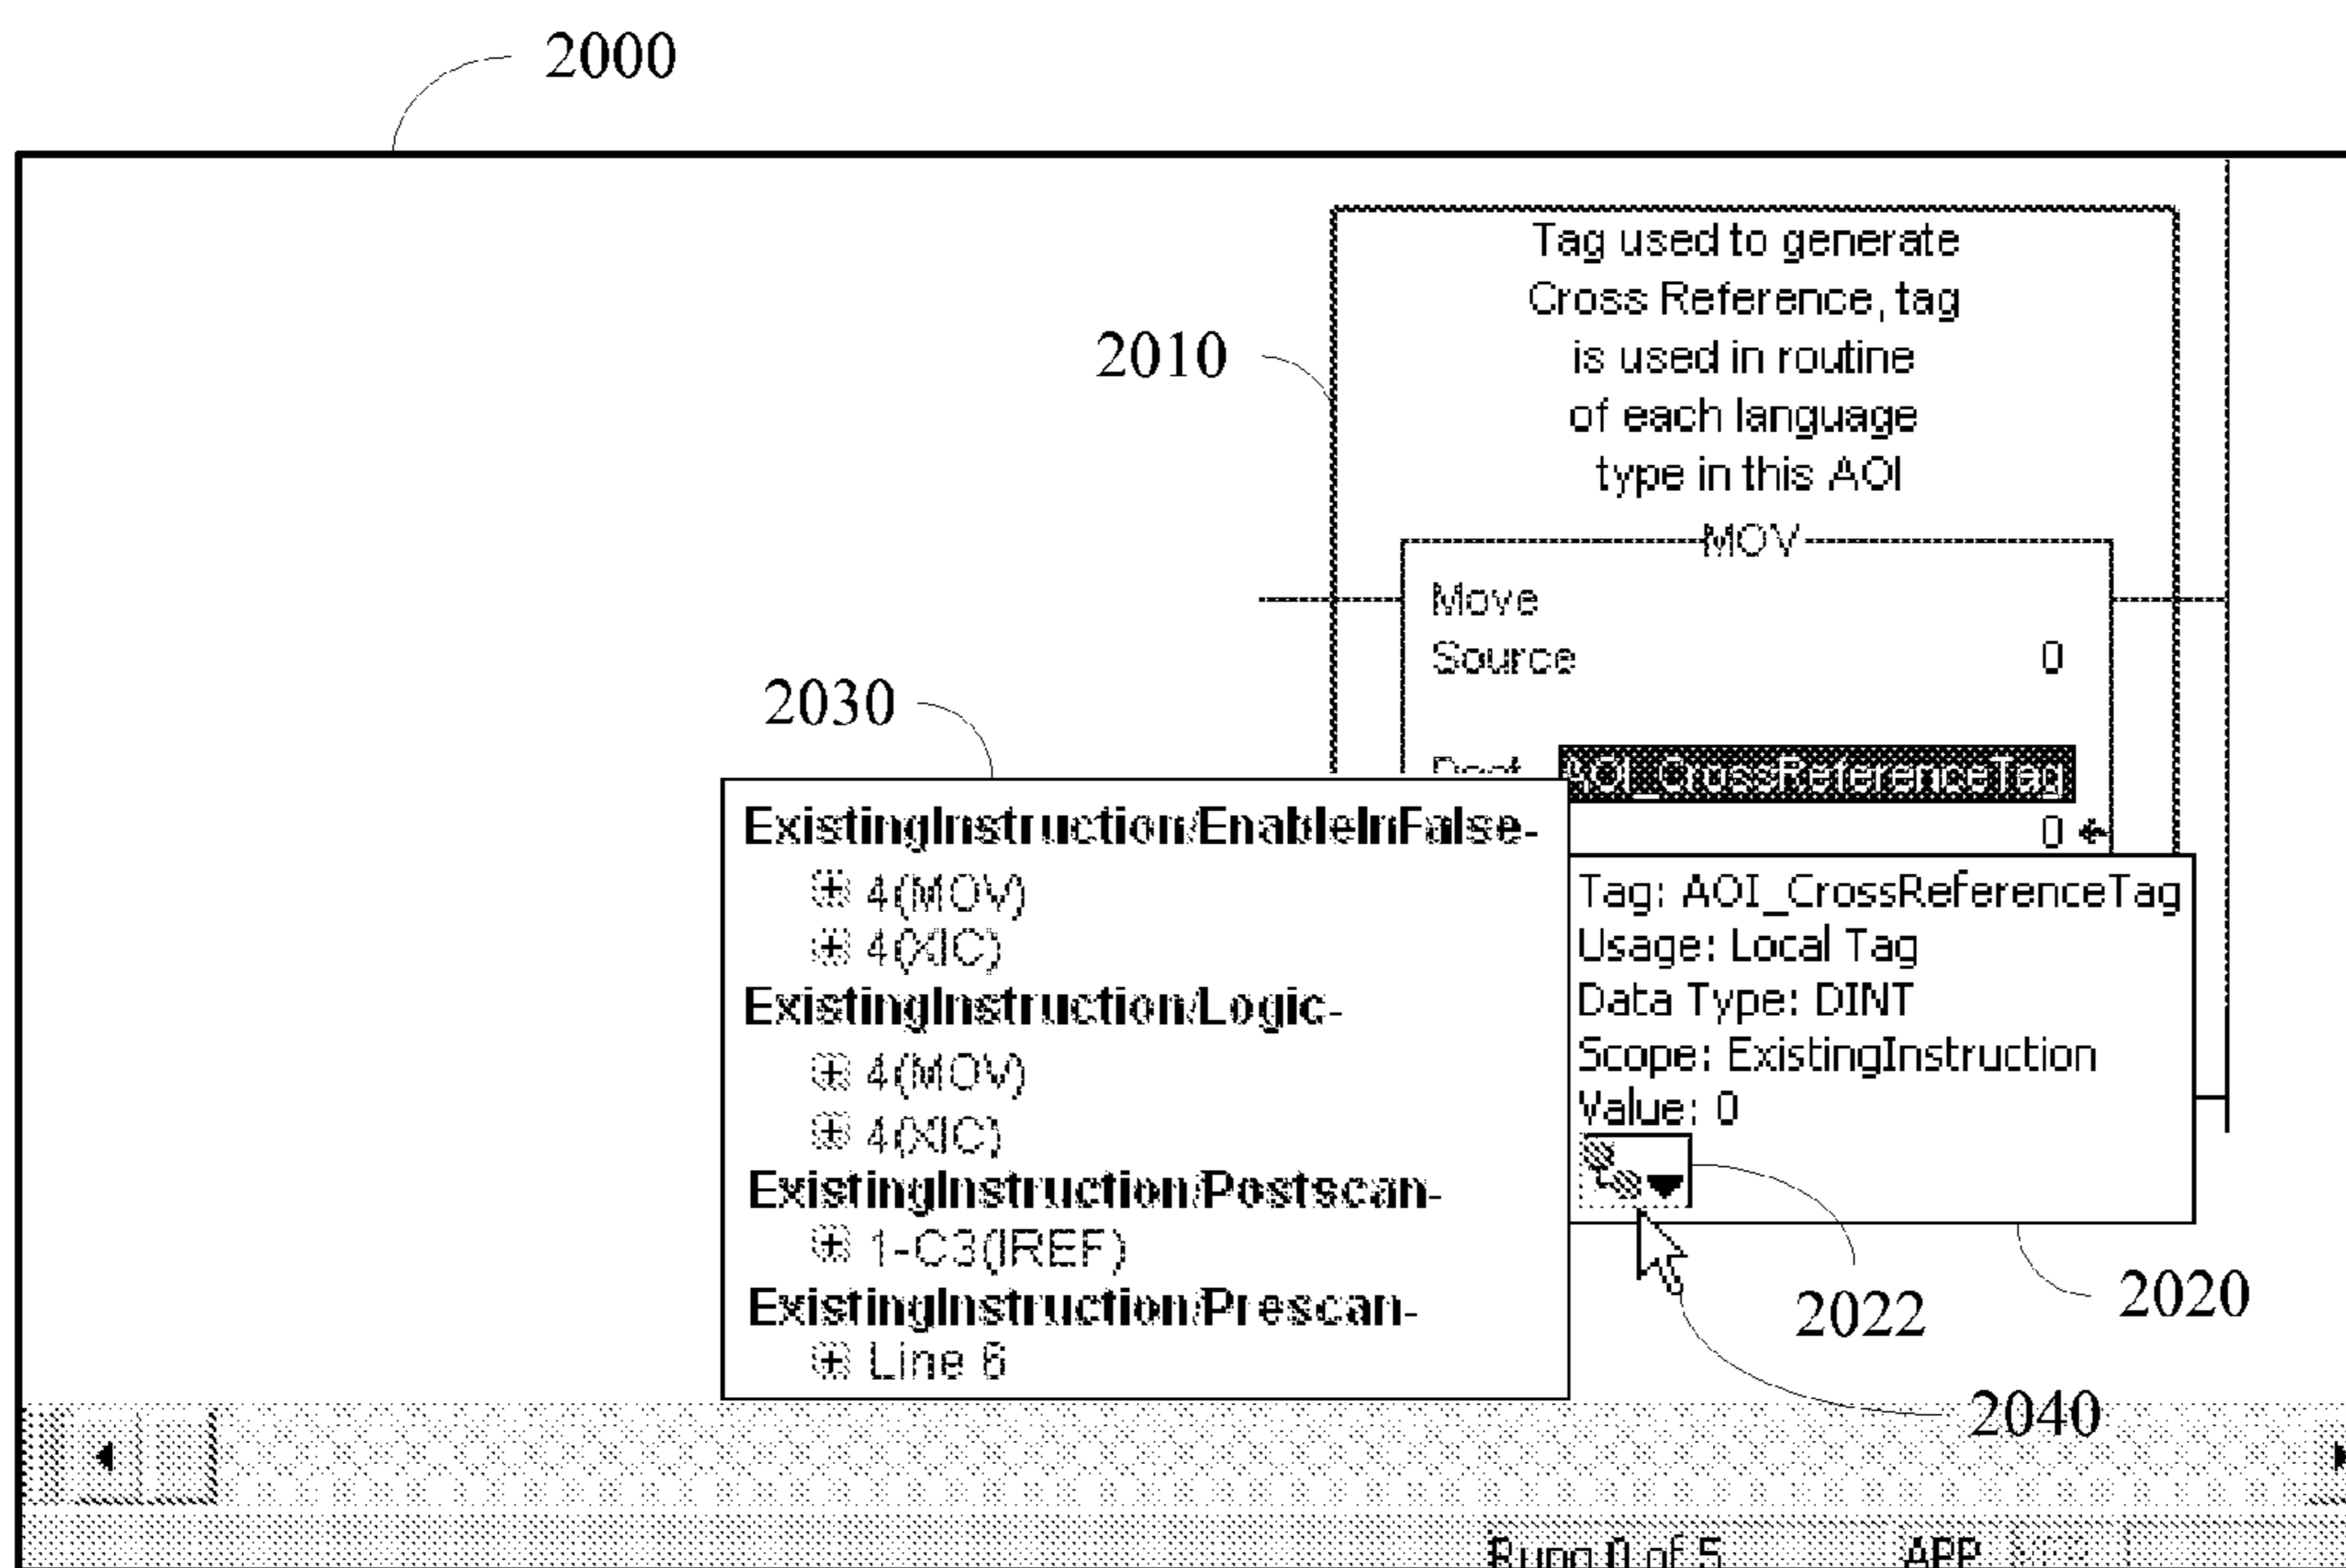 2000
Tag used to generate
Cross Reference, tag
is used in routine
of each language
type in this AOI
2010
MOV
Move
Source 0
2030
Dest AOI_CrossReferenceTag
0
ExistingInstruction/EnableInFalse-
4(MOV)
4(XIC)
ExistingInstruction/Logic-
4(MOV)
4(XIC)
ExistingInstruction/Postscan-
1-C3(IREF)
ExistingInstruction/Prescan-
Line 6
Tag: AOI_CrossReferenceTag
Usage: Local Tag
Data Type: DINT
Scope: ExistingInstruction
Value: 0
2022
2020
2040
Rung 0 of 5 APP